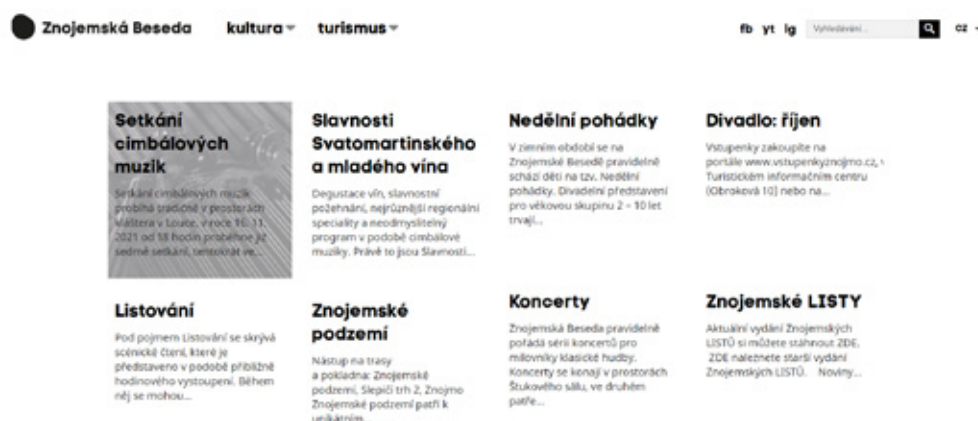 Znojemská Beseda
kultura
turismus
fb yt Ig
Vyhledávání...
cz
Setkání
cimbálových
muzik
Setkání cimbálových muzik
probíhá tradičně v prostorách
kláštera v Louce, v roce 16. 11.
2021 od 18 hodin proběhne již
sedmé setkání, tentokrát ve...
Slavnosti
Svatomartinského
a mladého vína
Degustace vín, slavnostní
požehnání, nejrůznější regionální
speciality a neodmyslitelný
program v podobě cimbálové
muziky. Právě to jsou Slavnosti...
Nedělní pohádky
V zimním období se na
Znojemské Besedě pravidelně
schází děti na tzv. Nedělní
pohádky. Divadelní představení
pro věkovou skupinu 2 – 10 let
trvají...
Divadlo: říjen
Vstupenky zakoupíte na
portále www.vstupenkyznojmo.cz, v
Turistickém informačním centru
(Obroková 10) nebo na...
Listování
Pod pojmem Listování se skrývá
scénické čtení, které je
představeno v podobě přibližně
hodinového vystoupení. Během
něj se mohou...
Znojemské
podzemí
Nástup na trasy
a pokladna: Znojemské
podzemí, Slepičí trh 2, Znojmo
Znojemské podzemí patří k
unikátním...
Koncerty
Znojemská Beseda pravidelně
pořádá sérii koncertů pro
milovníky klasické hudby.
Koncerty se konají v prostorách
Štukového sálu, ve druhém
patře...
Znojemské LISTY
Aktuální vydání Znojemských
LISTŮ si můžete stáhnout ZDE.
ZDE naleznete starší vydání
Znojemských LISTŮ. Noviny...